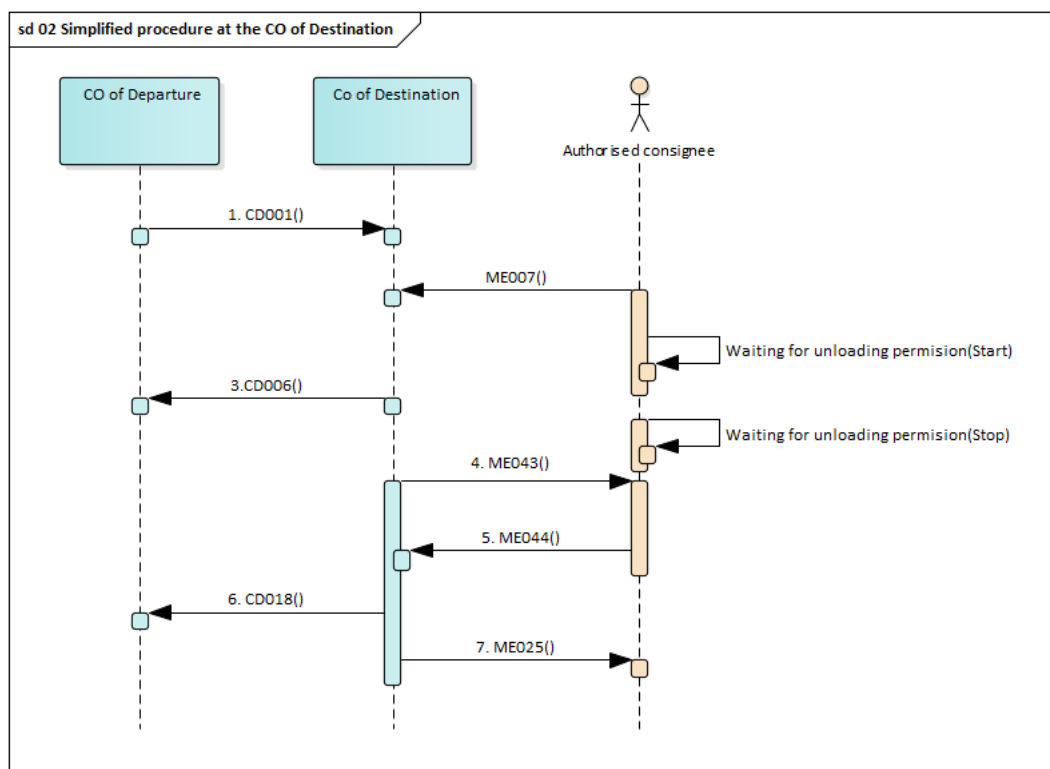 sd 02 Simplified procedure at the CO of Destination
CO of Departure
Co of Destination
Authorised consignee
1. CD001()
ME007()
Waiting for unloading permision(Start)
3.CD006()
Waiting for unloading permision(Stop)
4. ME043()
5. ME044()
6. CD018()
7. ME025()